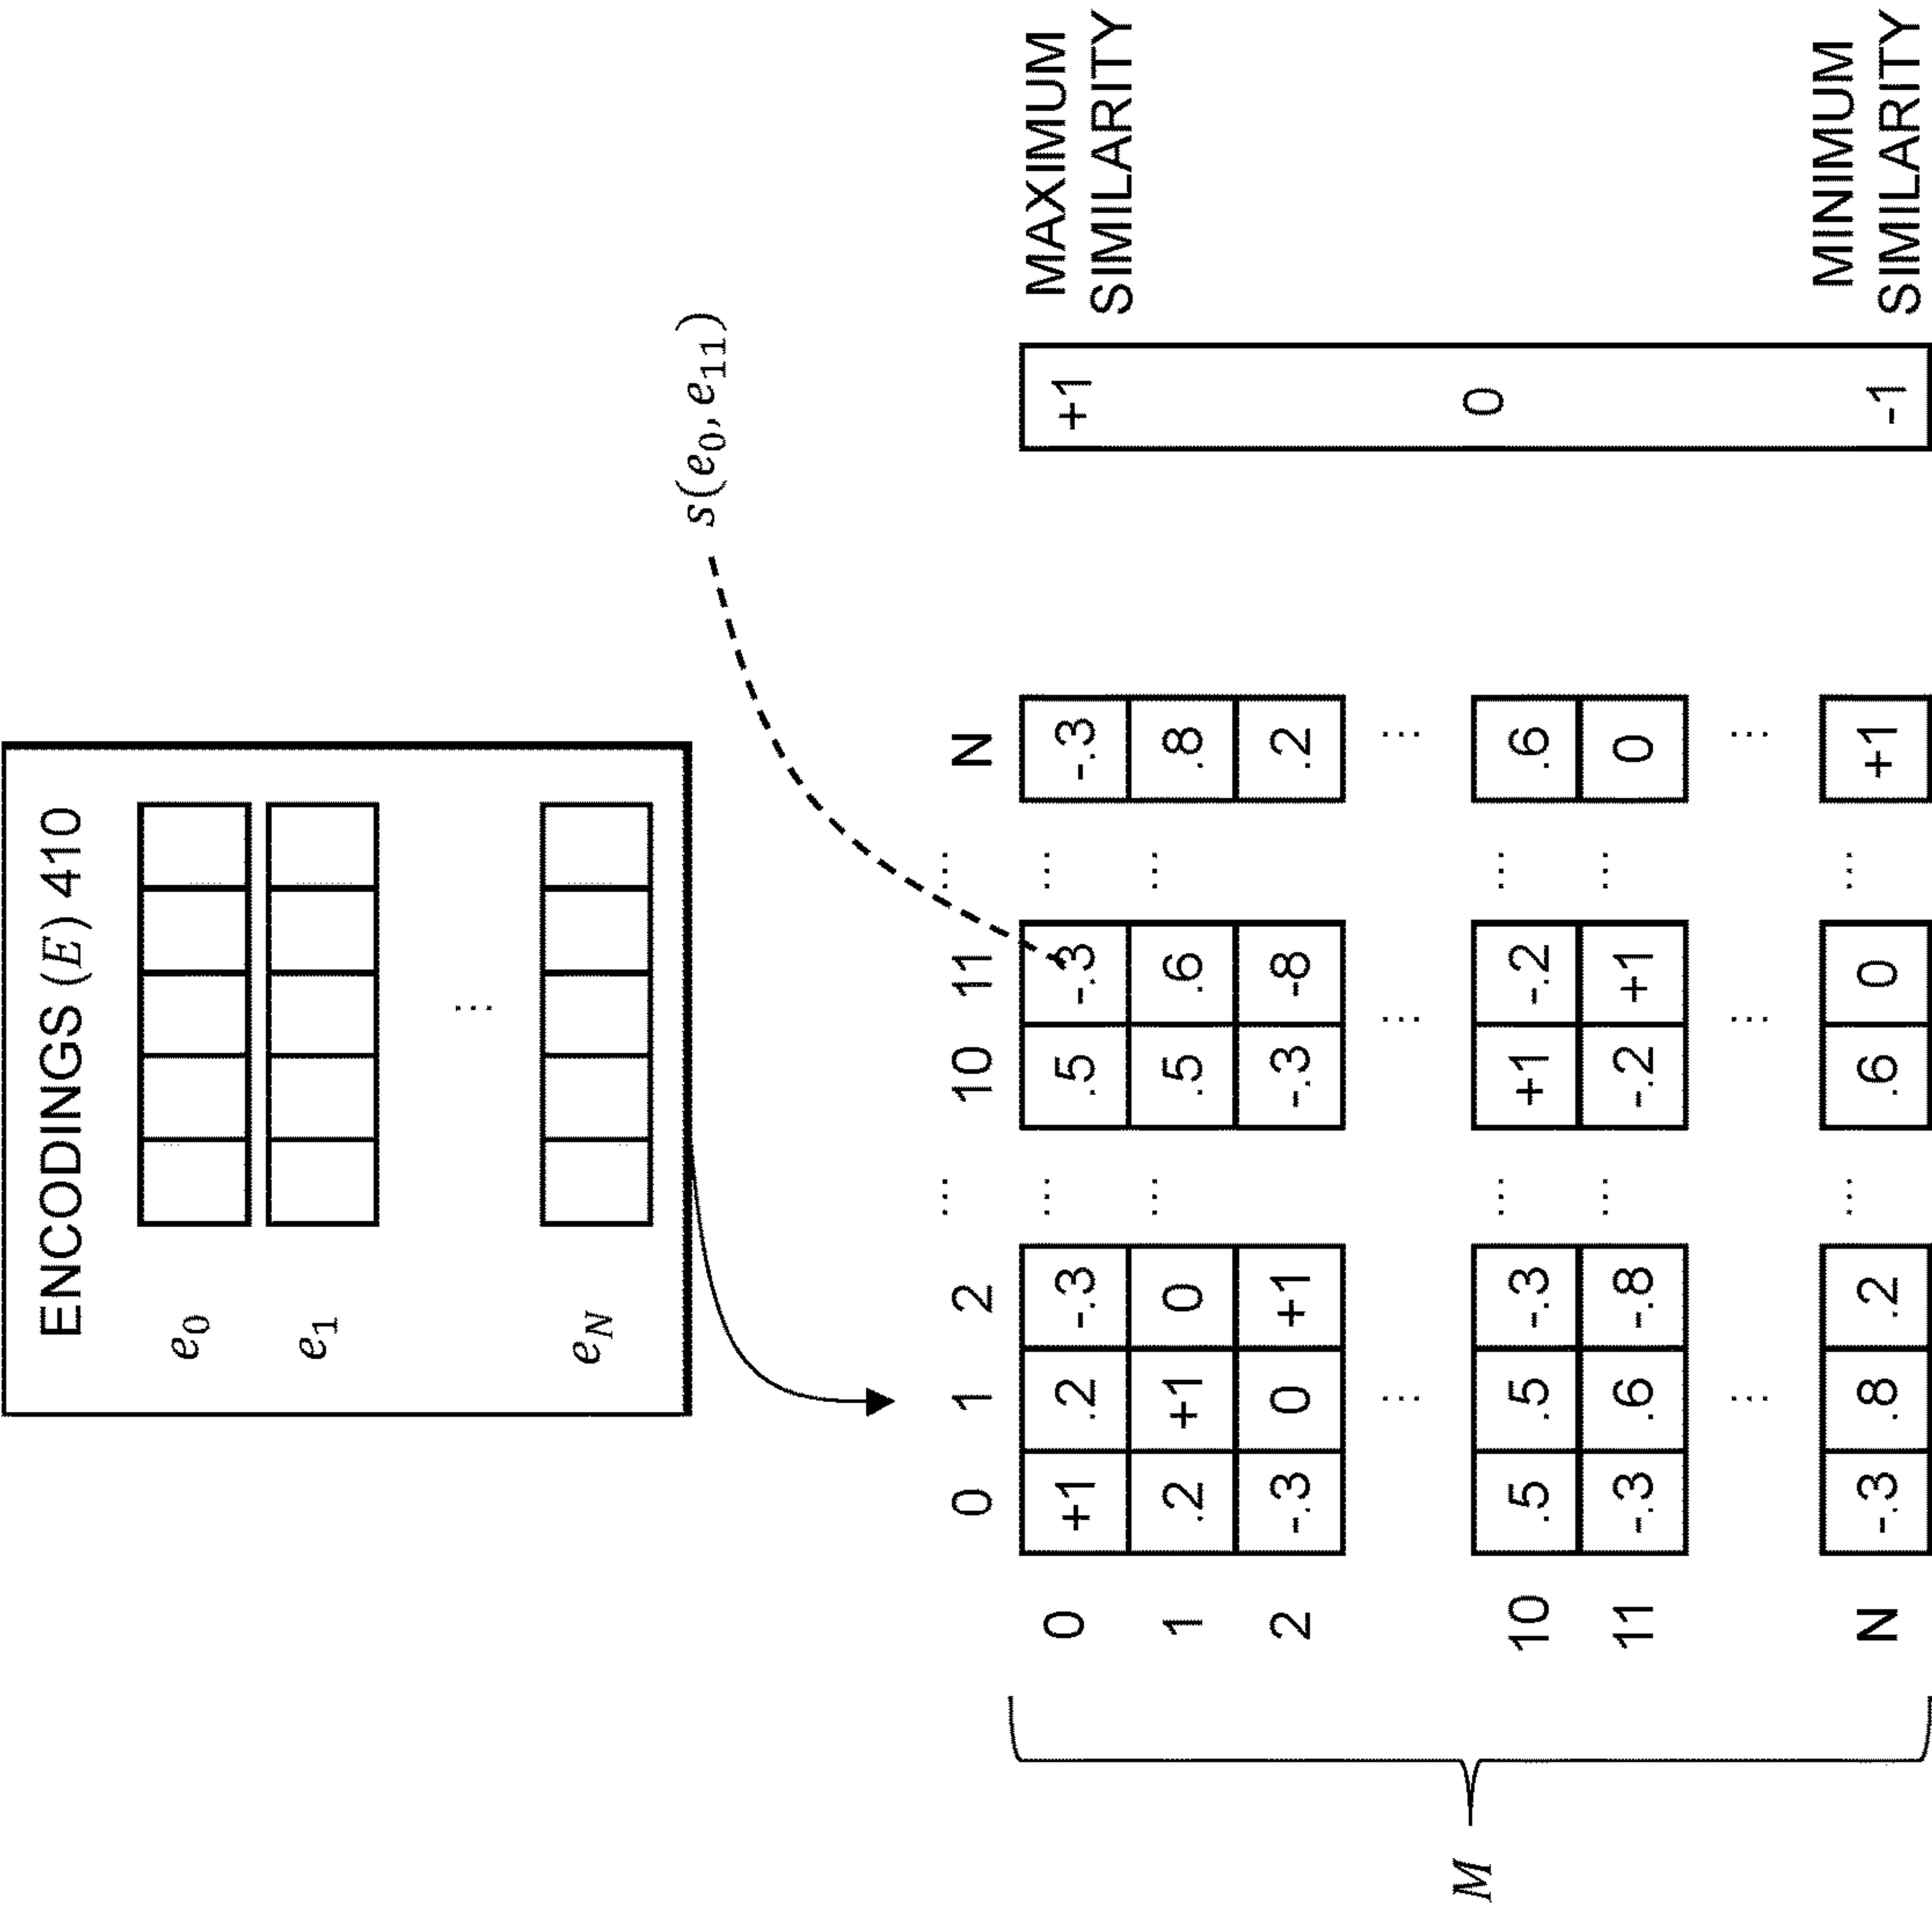 ENCODINGS (E) 410
e0
e1
⋮
eN
s(e0, e11)
0 1 2 ... 10 11 ... N
0 +1 .2 -.3 ... .5 -.3 ... -.3
1 .2 +1 0 ... .5 .6 ... .8
2 -.3 0 +1 -.3 -8 .2
⋮ ⋮ ⋮
10 .5 .5 -.3 ... +1 -.2 ... .6
11 -.3 .6 -.8 ... -.2 +1 ... 0
⋮ ⋮ ⋮
N -.3 .8 .2 ... .6 0 ... +1
M
+1
0
-1
MAXIMUM
SIMILARITY
MINIMUM
SIMILARITY